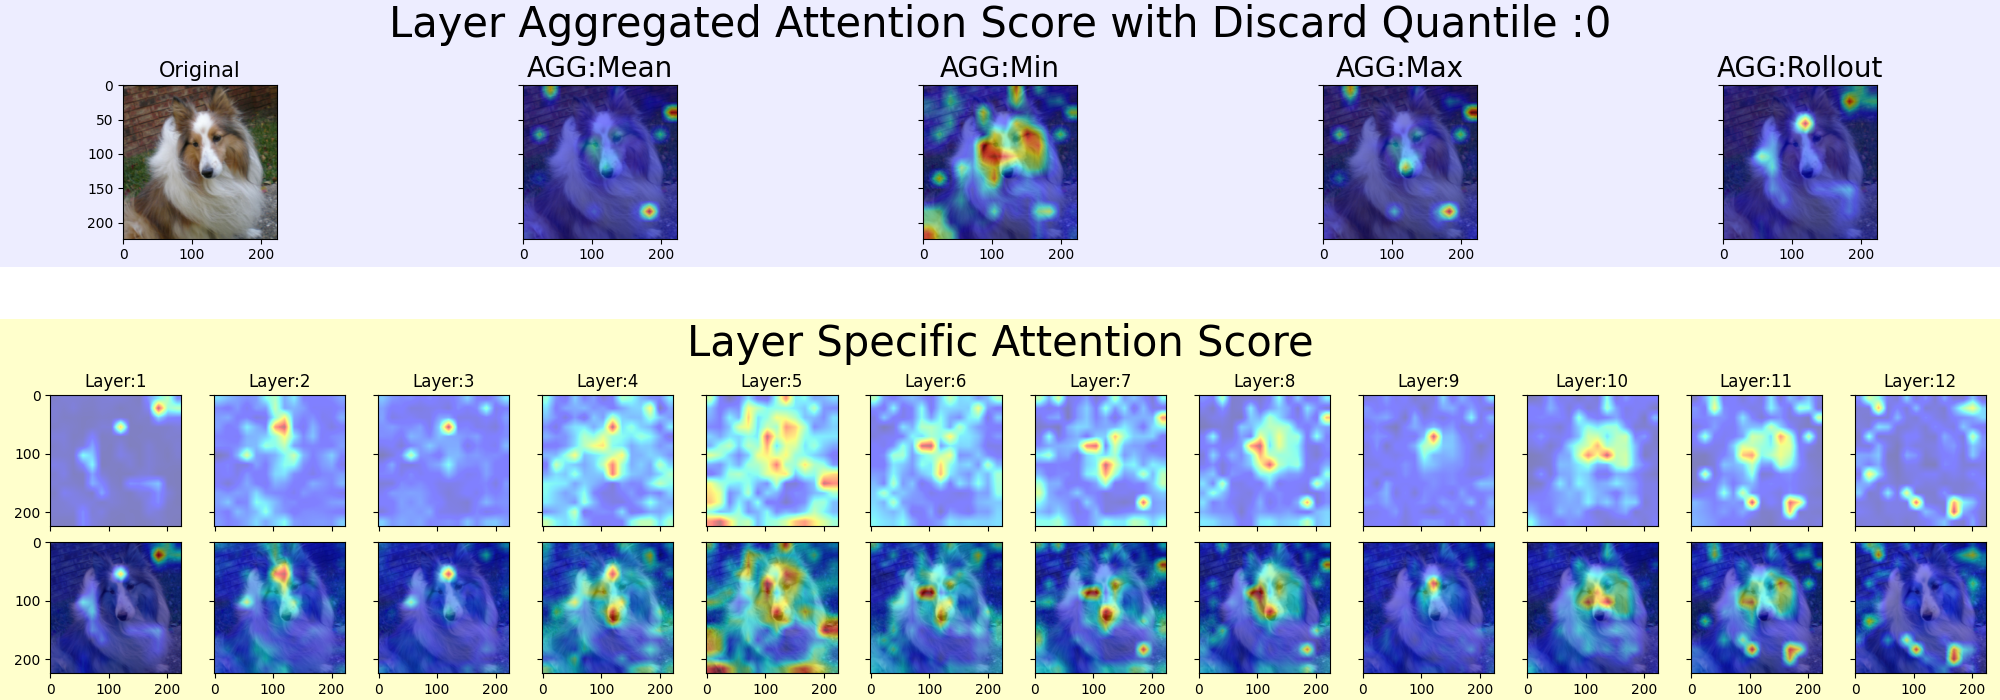 Layer Aggregated Attention Score with Discard Quantile :0
Original AGG:Mean AGG:Min AGG:Max AGG:Rollout
0
50
100
150
200
0 100 200 0 100 200 0 100 200 0 100 200 0 100 200
Layer Specific Attention Score
Layer:1 Layer:2 Layer:3 Layer:4 Layer:5 Layer:6 Layer:7 Layer:8 Layer:9 Layer:10 Layer:11 Layer:12
0
100
200
0
100
200
0 100 200 0 100 200 0 100 200 0 100 200 0 100 200 0 100 200 0 100 200 0 100 200 0 100 200 0 100 200 0 100 200 0 100 200